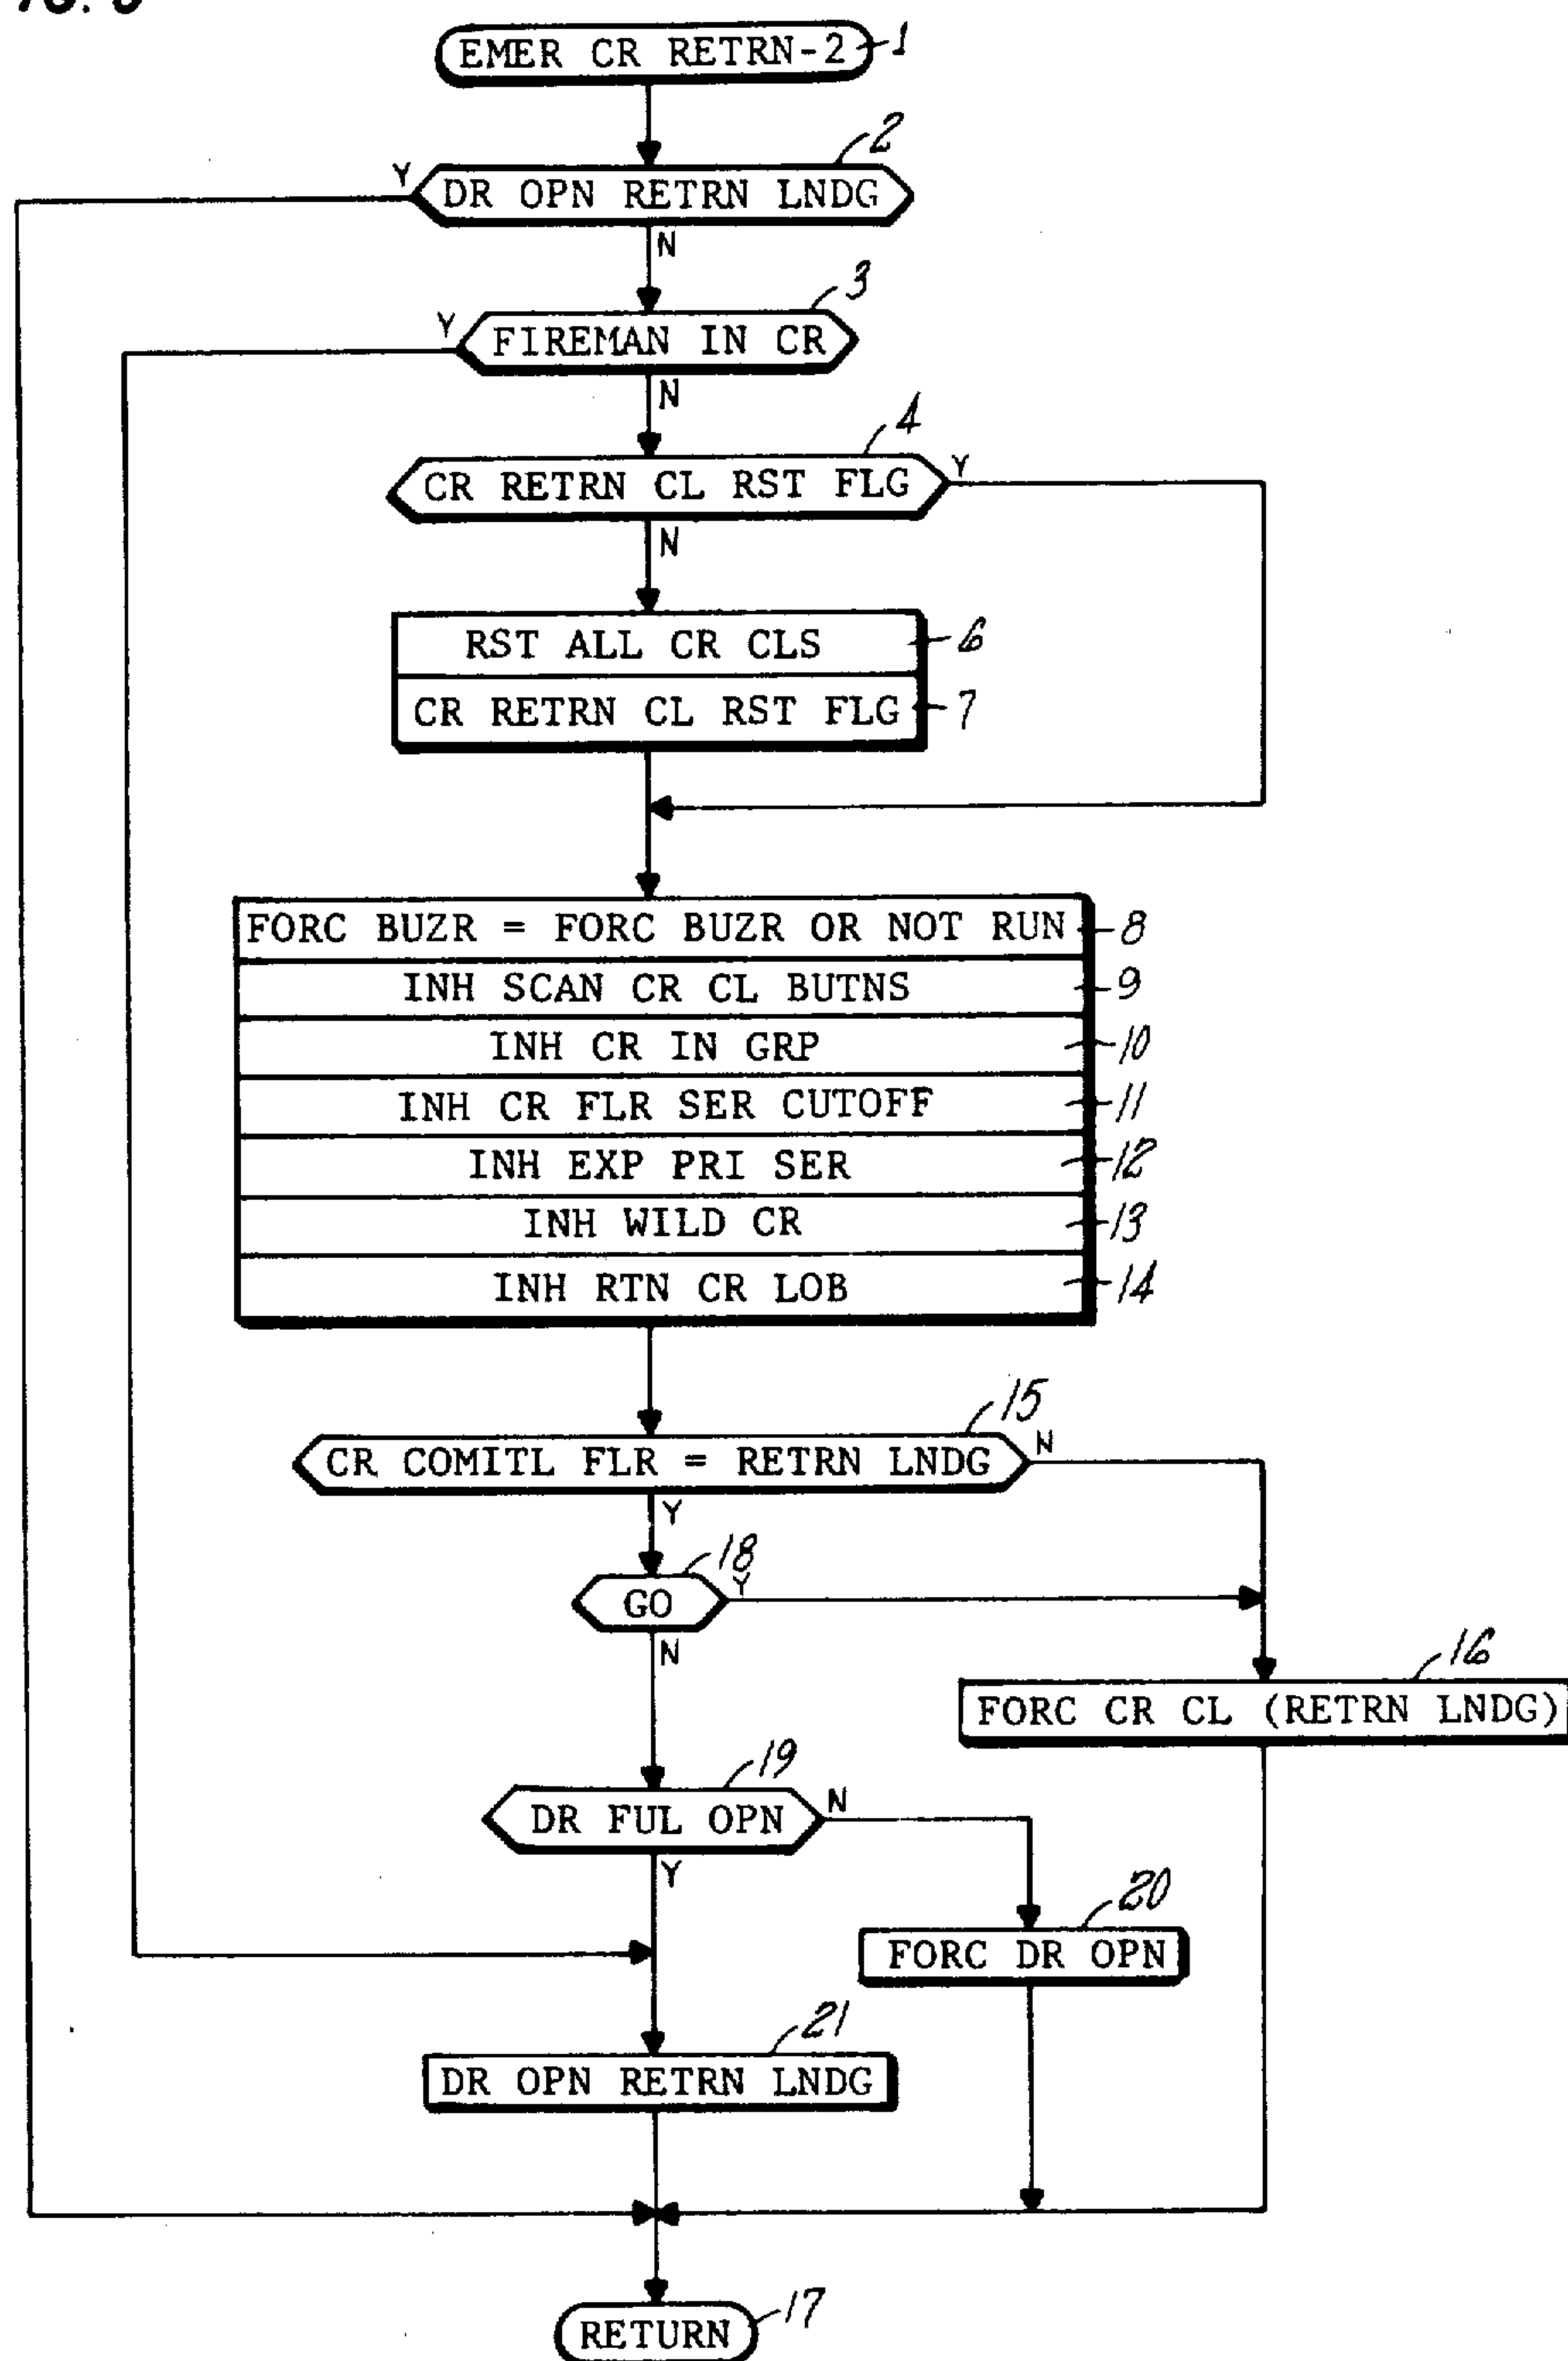 EMER CR RETRN-2 1
2
Y DR OPN RETRN LNDG
N
3
Y FIREMAN IN CR
N
4
CR RETRN CL RST FLG Y
N
RST ALL CR CLS 6
CR RETRN CL RST FLG 7
FORC BUZR = FORC BUZR OR NOT RUN 8
INH SCAN CR CL BUTNS 9
INH CR IN GRP 10
INH CR FLR SER CUTOFF 11
INH EXP PRI SER 12
INH WILD CR 13
INH RTN CR LOB 14
15
CR COMITL FLR = RETRN LNDG N
Y
18
GO Y
N
16
FORC CR CL (RETRN LNDG)
19
DR FUL OPN N
Y
20
FORC DR OPN
21
DR OPN RETRN LNDG
RETURN 17